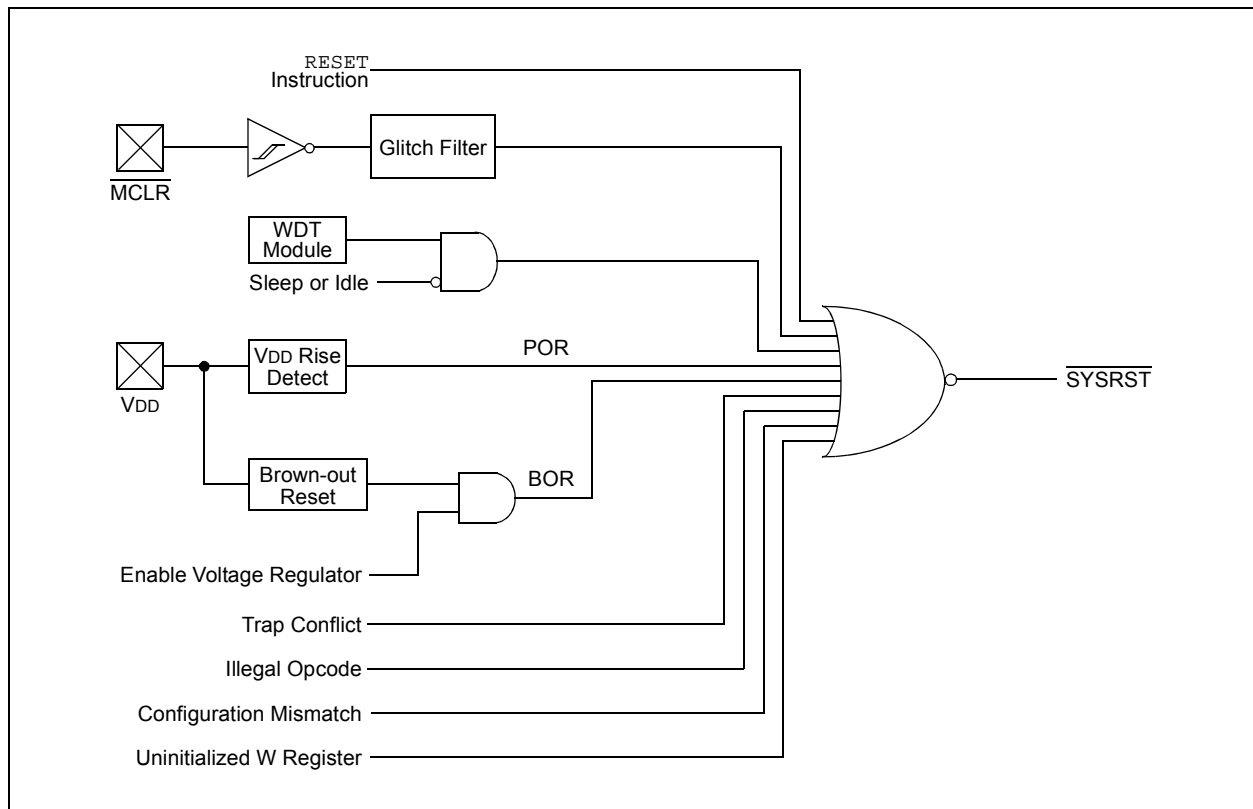 RESET
Instruction
Glitch Filter
MCLR
WDT
Module
Sleep or Idle
VDD Rise
Detect
POR
VDD
SYSRST
Brown-out
Reset
BOR
Enable Voltage Regulator
Trap Conflict
Illegal Opcode
Configuration Mismatch
Uninitialized W Register